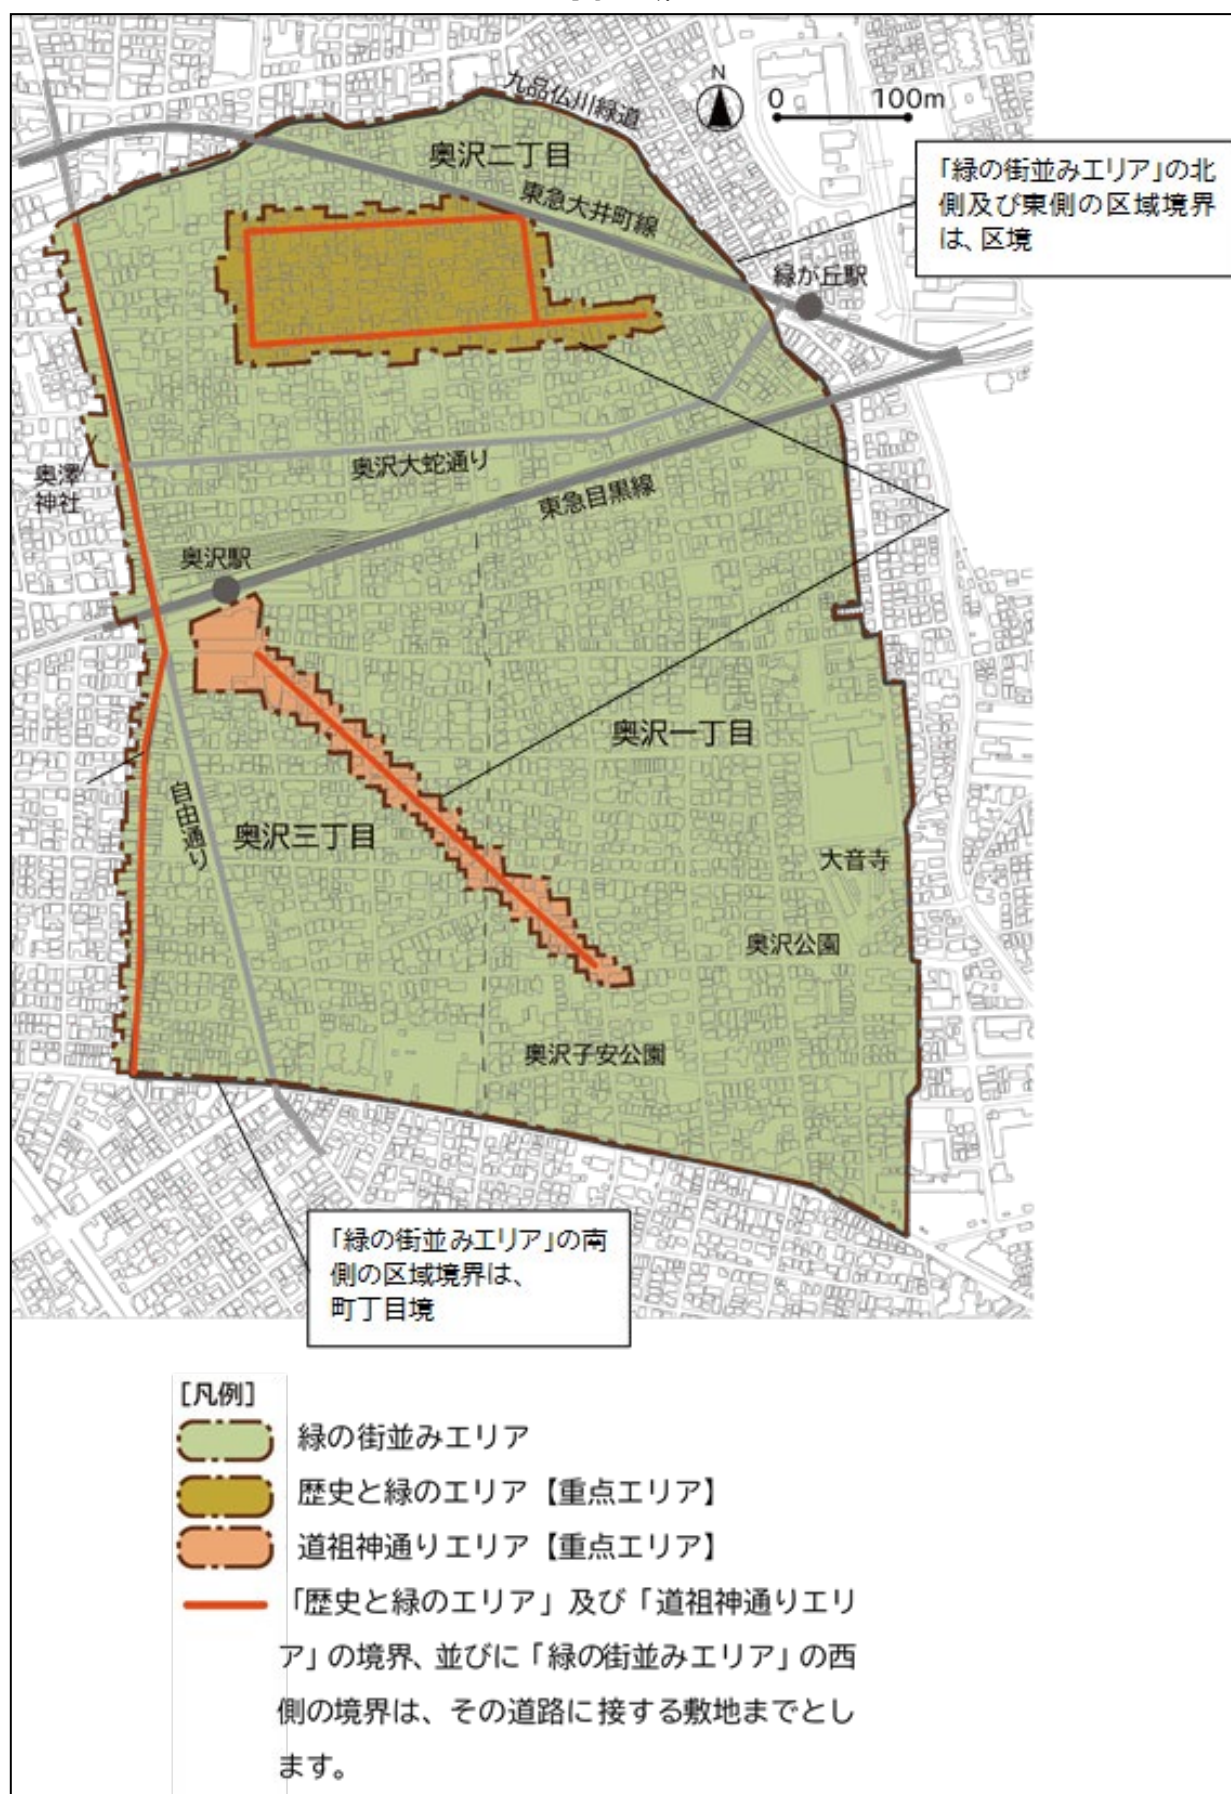 九品仏川緑道
N
0 100m
奥沢二丁目
東急大井町線
「緑の街並みエリア」の北
側及び東側の区域境界
は、区境
緑が丘駅
奥澤
神社
奥沢大蛇通り
東急目黒線
奥沢駅
奥沢一丁目
自由通り
奥沢三丁目
大音寺
奥沢公園
奥沢子安公園
「緑の街並みエリア」の南
側の区域境界は、
町丁目境
[凡例]
緑の街並みエリア
歴史と緑のエリア【重点エリア】
道祖神通りエリア【重点エリア】
「歴史と緑のエリア」及び「道祖神通りエリ
ア」の境界、並びに「緑の街並みエリア」の西
側の境界は、その道路に接する敷地までとし
ます。